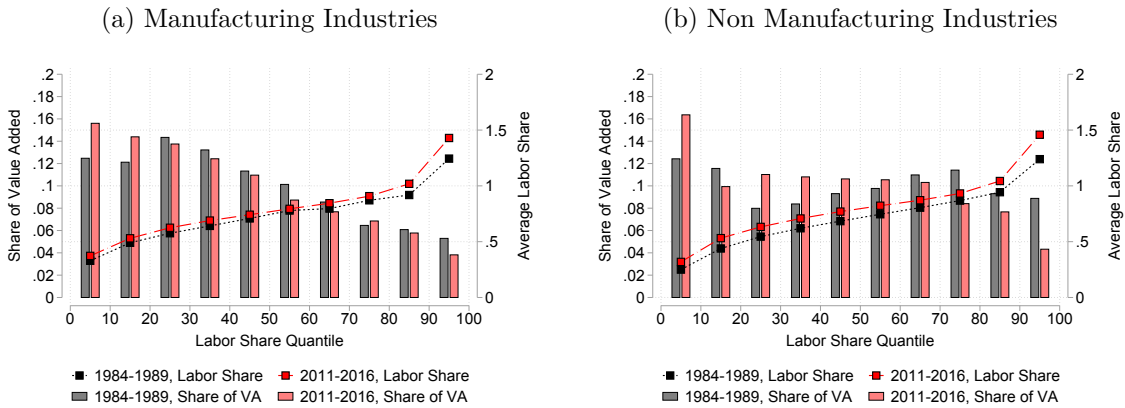 (a) Manufacturing Industries
Share of Value Added
.2
.18
.16
.14
.12
.1
.08
.06
.04
.02
0
2
1.5
1
.5
0
Average Labor Share
0 10 20 30 40 50 60 70 80 90 100
Labor Share Quantile
1984-1989, Labor Share 2011-2016, Labor Share
1984-1989, Share of VA 2011-2016, Share of VA
(b) Non Manufacturing Industries
Share of Value Added
.2
.18
.16
.14
.12
.1
.08
.06
.04
.02
0
2
1.5
1
.5
0
Average Labor Share
0 10 20 30 40 50 60 70 80 90 100
Labor Share Quantile
1984-1989, Labor Share 2011-2016, Labor Share
1984-1989, Share of VA 2011-2016, Share of VA